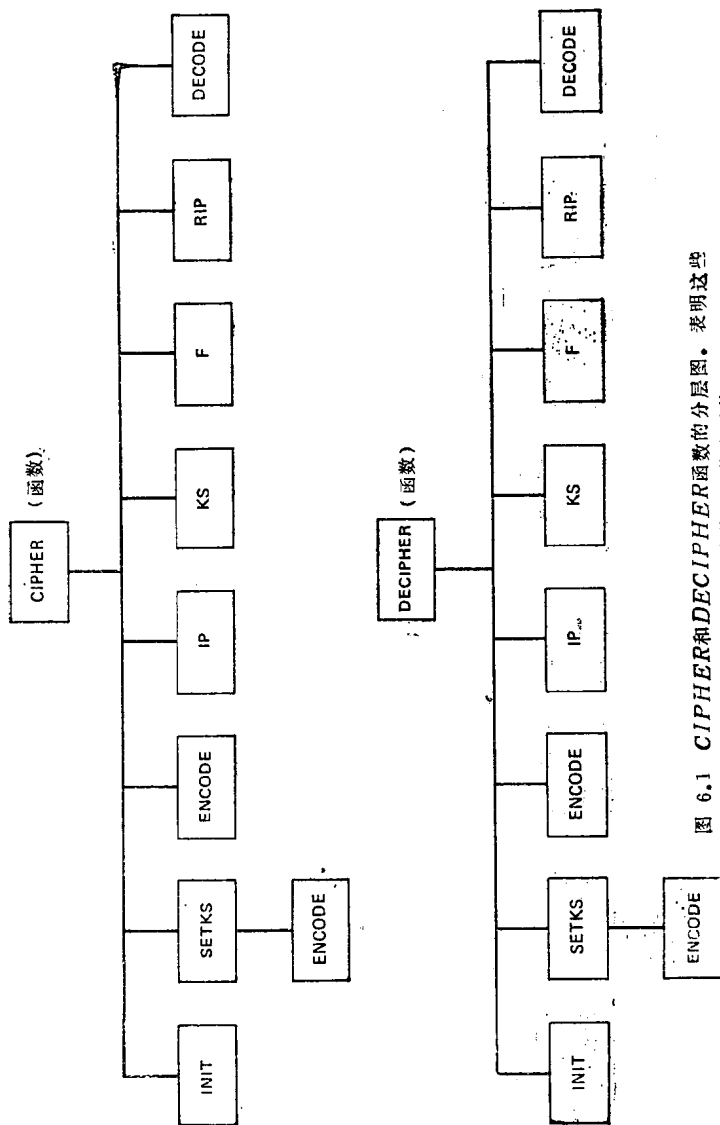 CIPHER
(函数)
INIT
SETKS
ENCODE
IP
KS
F
RIP
DECODE
ENCODE
DECIPHER
(函数)
INIT
SETKS
ENCODE
IP
KS
F
RIP
DECODE
ENCODE
图 6.1 CIPHER和DECIPHER函数的分层图。表明这些